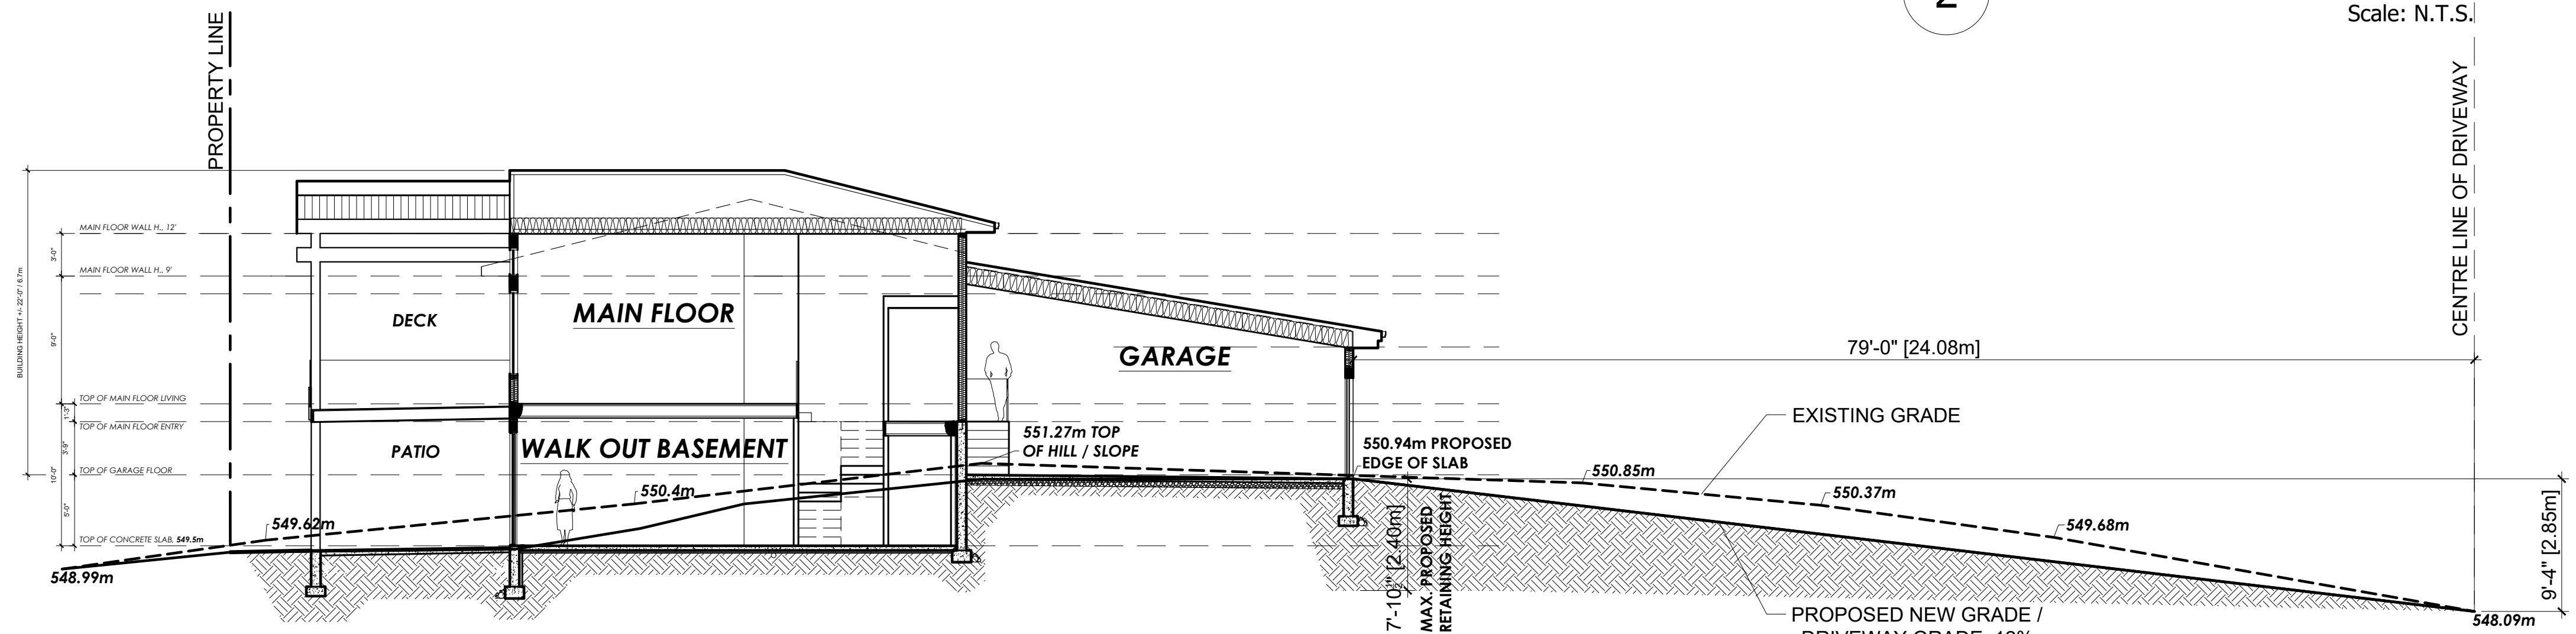 2
Scale: N.T.S.
PROPERTY LINE
CENTRE LINE OF DRIVEWAY
BUILDING HEIGHT +/- 22'-0" / 6.7m
MAIN FLOOR WALL H., 12'
3'-0"
MAIN FLOOR WALL H., 9'
9'-0"
TOP OF MAIN FLOOR LIVING
1'-3"
TOP OF MAIN FLOOR ENTRY
3'-9"
10'-0"
TOP OF GARAGE FLOOR
5'-0"
TOP OF CONCRETE SLAB, 549.5m
548.99m
549.62m
DECK
PATIO
MAIN FLOOR
WALK OUT BASEMENT
550.4m
GARAGE
551.27m TOP
OF HILL / SLOPE
550.94m PROPOSED
EDGE OF SLAB
7'-10½" [2.40m]
MAX. PROPOSED
RETAINING HEIGHT
79'-0" [24.08m]
EXISTING GRADE
550.85m
550.37m
549.68m
PROPOSED NEW GRADE /
9'-4" [2.85m]
548.09m